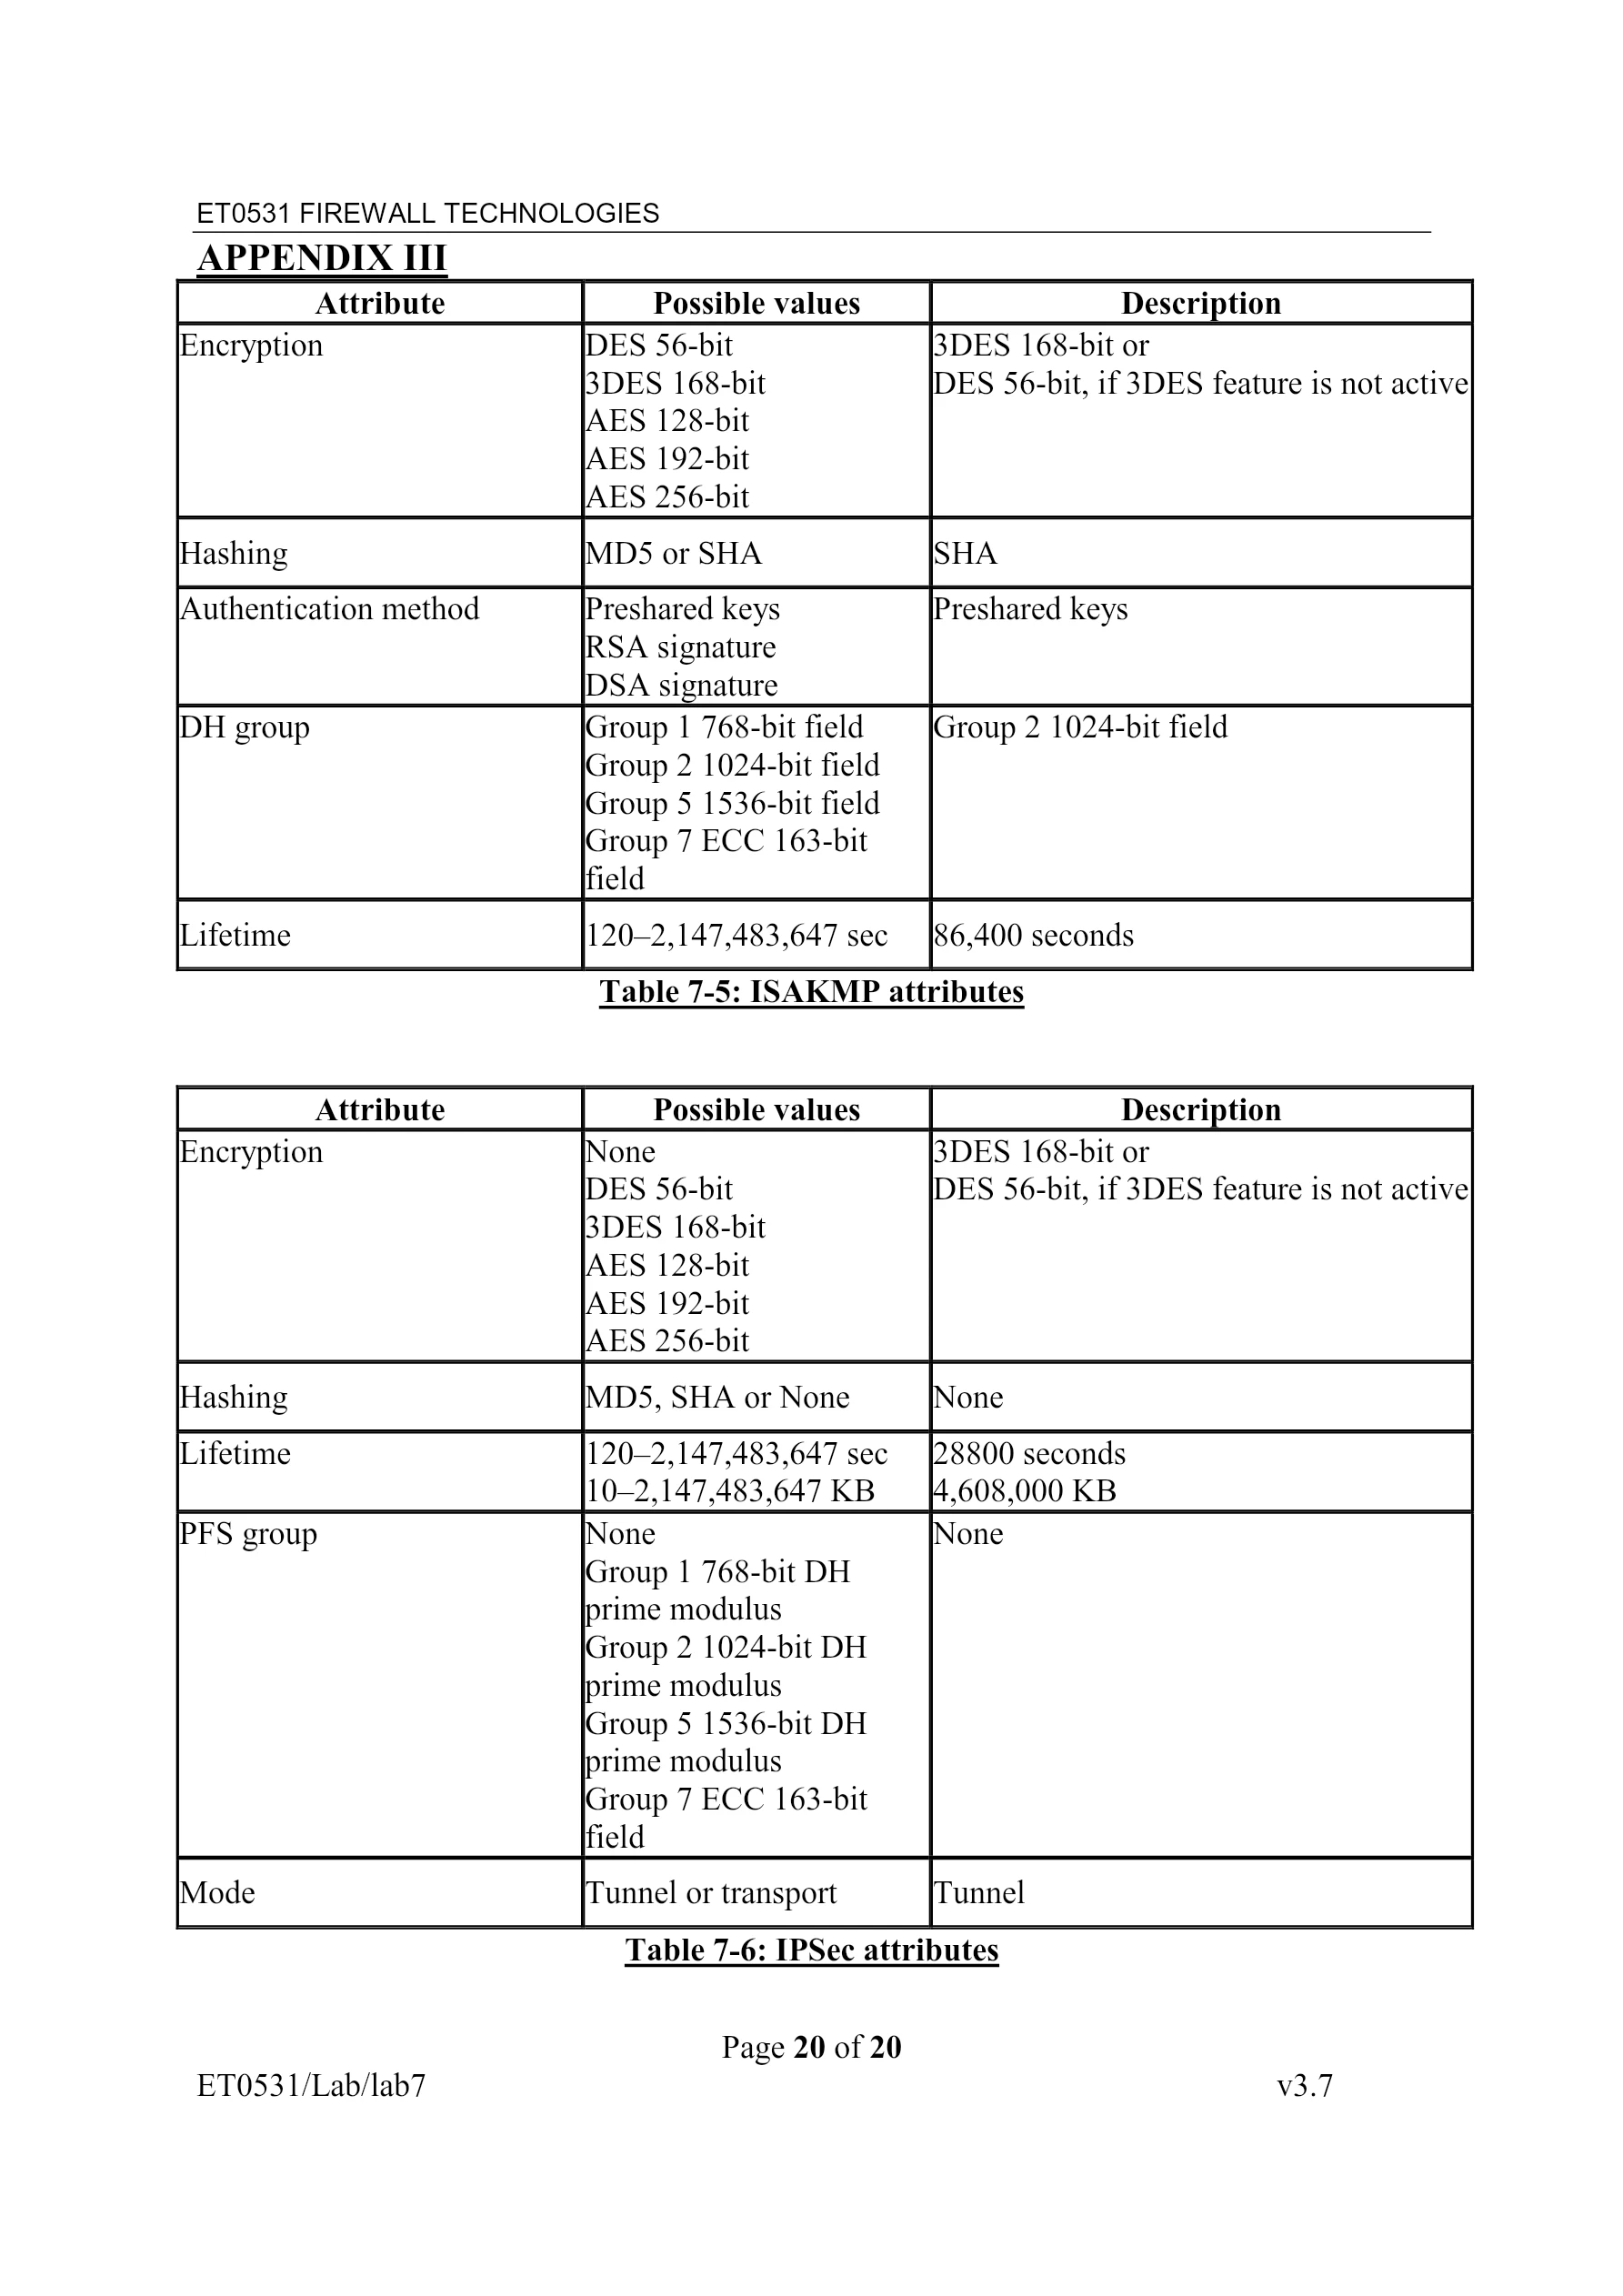 ET0531 FIREWALL TECHNOLOGIES
APPENDIX III
Attribute Possible values Description
Encryption DES 56-bit 3DES 168-bit or
3DES 168-bit DES 56-bit, if 3DES feature is not active
AES 128-bit
AES 192-bit
AES 256-bit
Hashing MD5 or SHA SHA
Authentication method Preshared keys Preshared keys
RSA signature
DSA signature
DH group Group 1 768-bit field Group 2 1024-bit field
Group 2 1024-bit field
Group 5 1536-bit field
Group 7 ECC 163-bit
field
Lifetime 120–2,147,483,647 sec 86,400 seconds
Table 7-5: ISAKMP attributes
Attribute Possible values Description
Encryption None 3DES 168-bit or
DES 56-bit DES 56-bit, if 3DES feature is not active
3DES 168-bit
AES 128-bit
AES 192-bit
AES 256-bit
Hashing MD5, SHA or None None
Lifetime 120–2,147,483,647 sec 28800 seconds
10–2,147,483,647 KB 4,608,000 KB
PFS group None None
Group 1 768-bit DH
prime modulus
Group 2 1024-bit DH
prime modulus
Group 5 1536-bit DH
prime modulus
Group 7 ECC 163-bit
field
Mode Tunnel or transport Tunnel
Table 7-6: IPSec attributes
Page 20 of 20
ET0531/Lab/lab7 v3.7